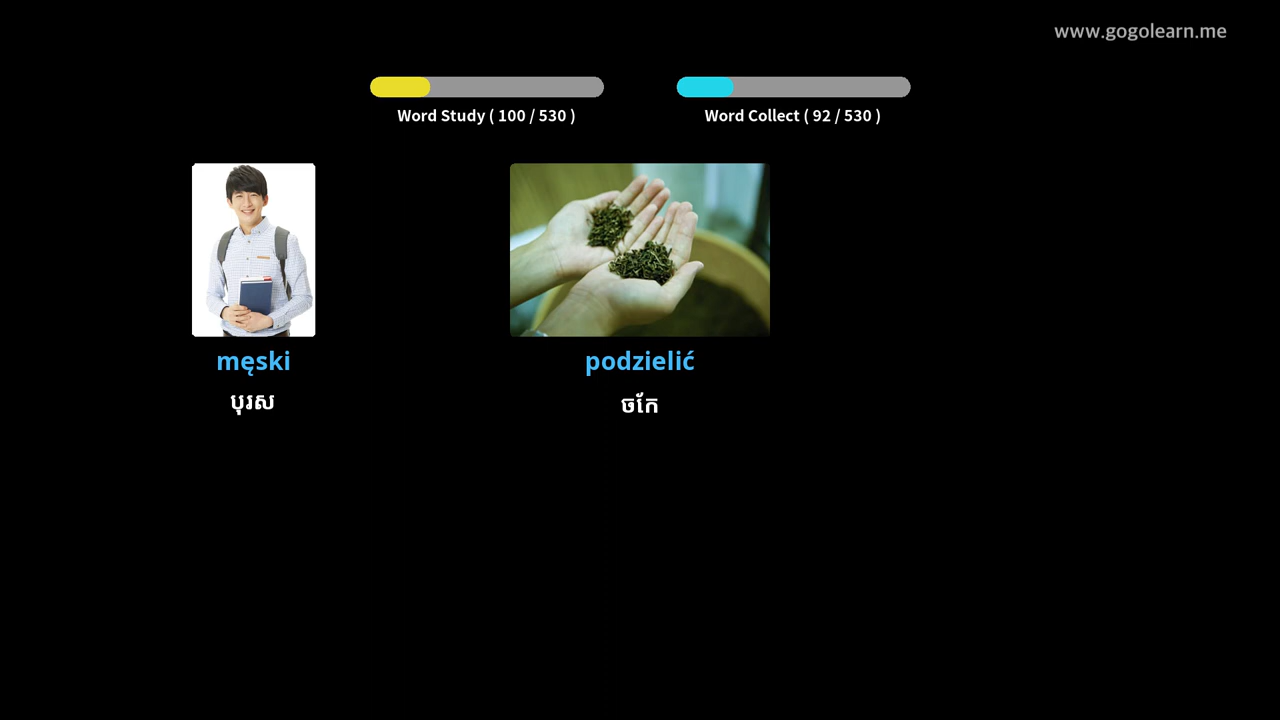 www.gogolearn.me
Word Study ( 100 / 530 )
Word Collect ( 92 / 530 )
męski
podzielić
បុរស
ចកែ